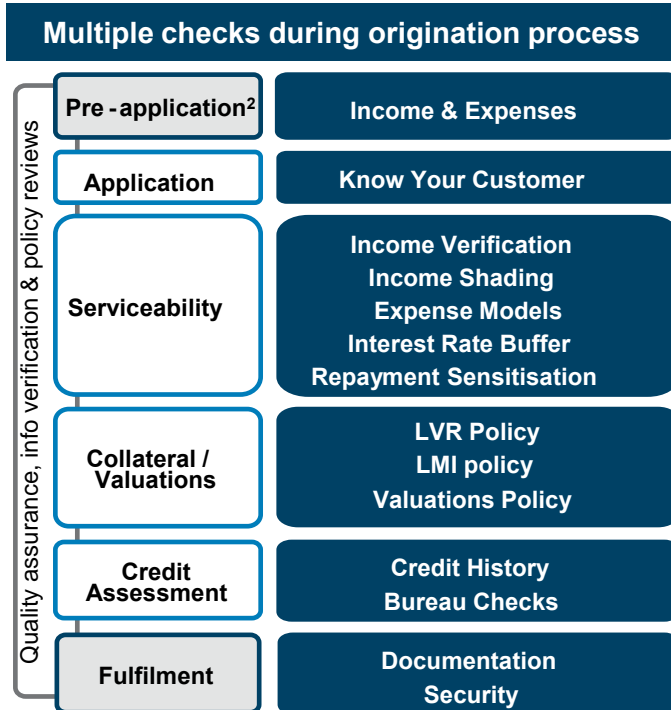 Multiple checks during origination process
Quality assurance, info verification & policy reviews
Pre - application²
Income & Expenses
Application
Know Your Customer
Serviceability
Income Verification
Income Shading
Expense Models
Interest Rate Buffer
Repayment Sensitisation
Collateral /
Valuations
LVR Policy
LMI policy
Valuations Policy
Credit
Assessment
Credit History
Bureau Checks
Fulfilment
Documentation
Security